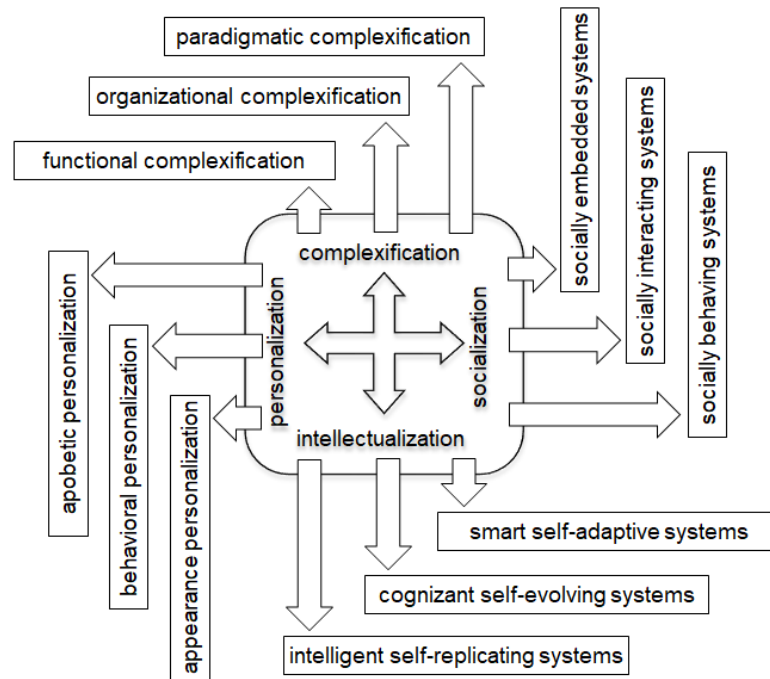 paradigmatic complexification
organizational complexification
functional complexification
socially embedded systems
socially interacting systems
socially behaving systems
complexification
personalization
socialization
intellectualization
apobetic personalization
behavioral personalization
appearance personalization
smart self-adaptive systems
cognizant self-evolving systems
intelligent self-replicating systems